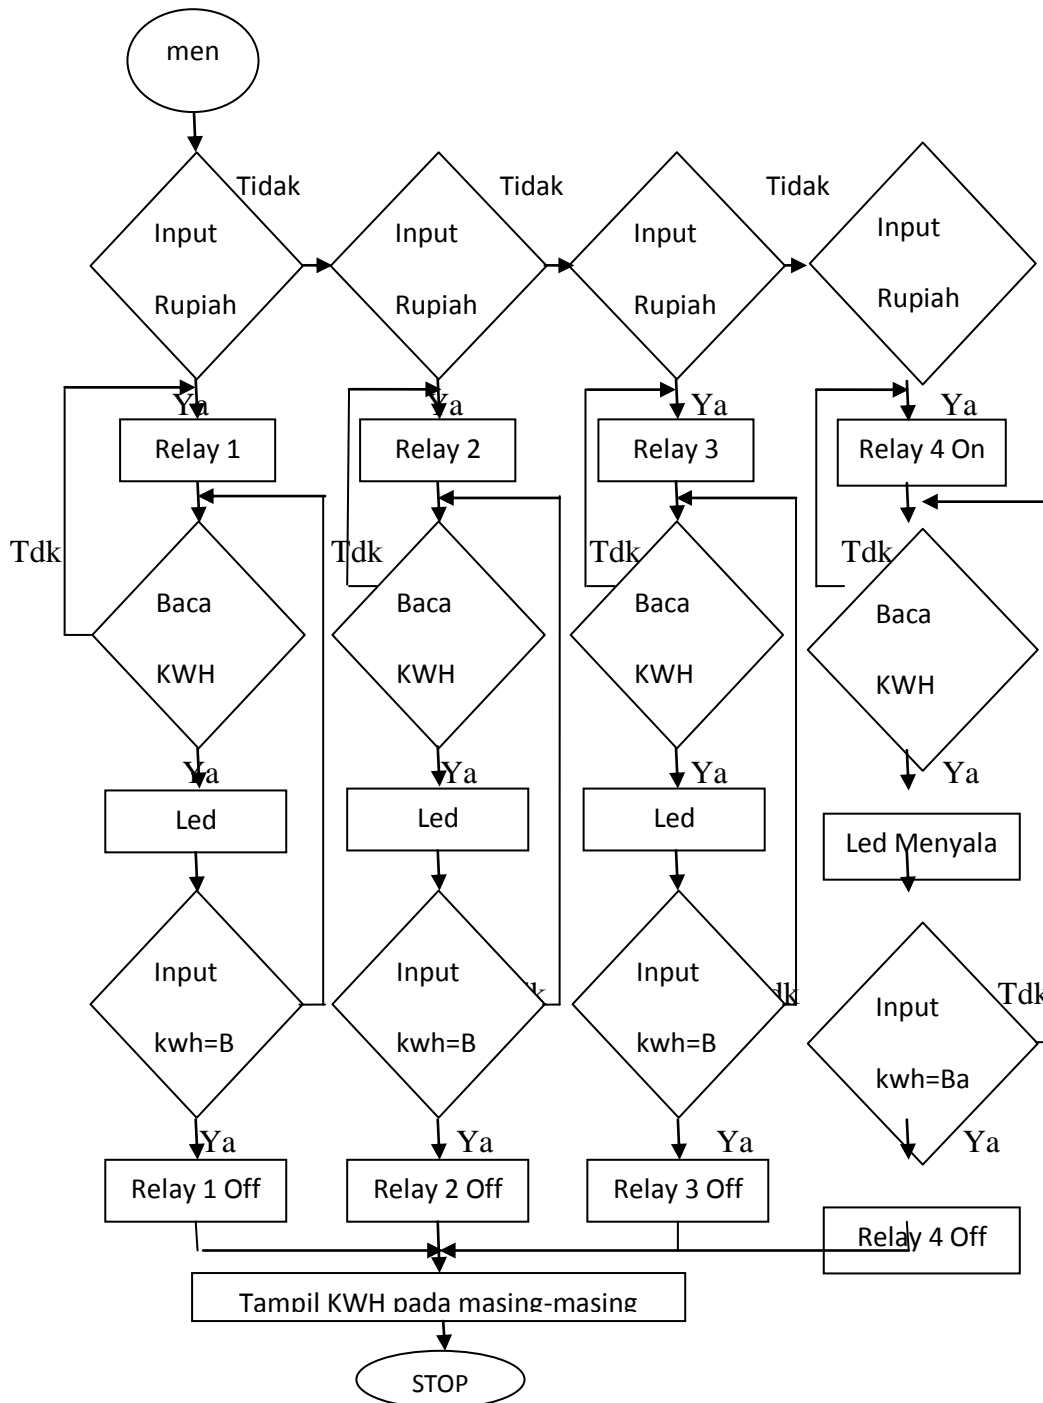 men
Tidak
Tidak
Tidak
Input
Rupiah
Input
Rupiah
Input
Rupiah
Input
Rupiah
Ya
Ya
Ya
Ya
Relay 1
Relay 2
Relay 3
Relay 4 On
Tdk
Tdk
Tdk
Tdk
Baca
KWH
Baca
KWH
Baca
KWH
Baca
KWH
Ya
Ya
Ya
Ya
Led
Led
Led
Led Menyala
Input
kwh=B
Input
kwh=B
Input
kwh=B
Input
kwh=Ba
Tdk
Ya
Ya
Ya
Ya
Relay 1 Off
Relay 2 Off
Relay 3 Off
Relay 4 Off
Tampil KWH pada masing-masing
STOP